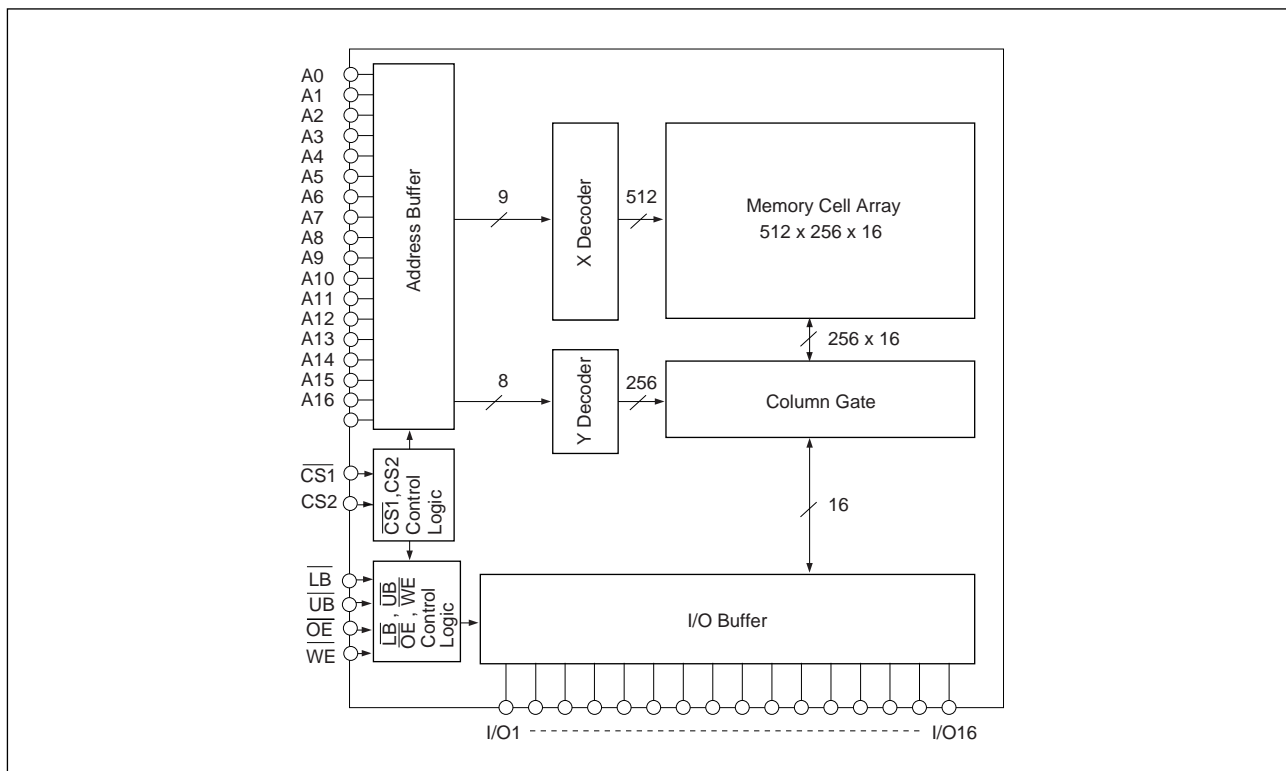 A0
A1
A2
A3
A4
A5
A6
A7
A8
A9
A10
A11
A12
A13
A14
A15
A16
Address Buffer
9
X Decoder
512
Memory Cell Array
512 x 256 x 16
256 x 16
8
Y Decoder
256
Column Gate
16
CS1
CS2
CS1,CS2
Control
Logic
LB
UB
OE
WE
LB , UB
OE , WE
Control
Logic
I/O Buffer
I/O1
I/O16